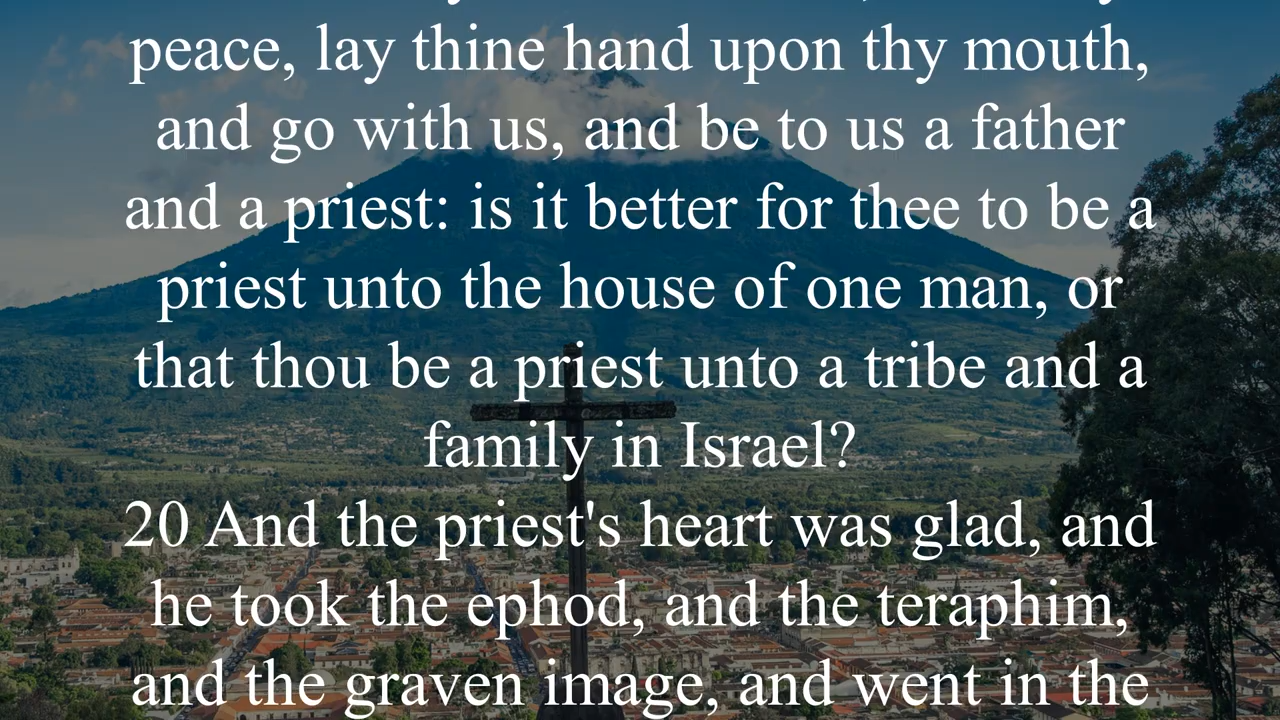 peace, lay thine hand upon thy mouth,
and go with us, and be to us a father
and a priest: is it better for thee to be a
priest unto the house of one man, or
that thou be a priest unto a tribe and a
family in Israel?
20 And the priest's heart was glad, and
he took the ephod, and the teraphim,
and the graven image, and went in the